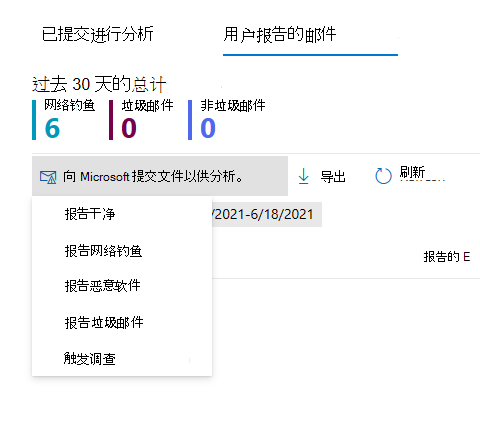 已提交进行分析 用户报告的邮件
过去 30 天的总计
网络钓鱼 垃圾邮件 非垃圾邮件
6 0 0
向 Microsoft 提交文件以供分析。 导出 刷新
报告干净 /2021-6/18/2021
报告网络钓鱼 报告的 E
报告恶意软件
报告垃圾邮件
触发调查